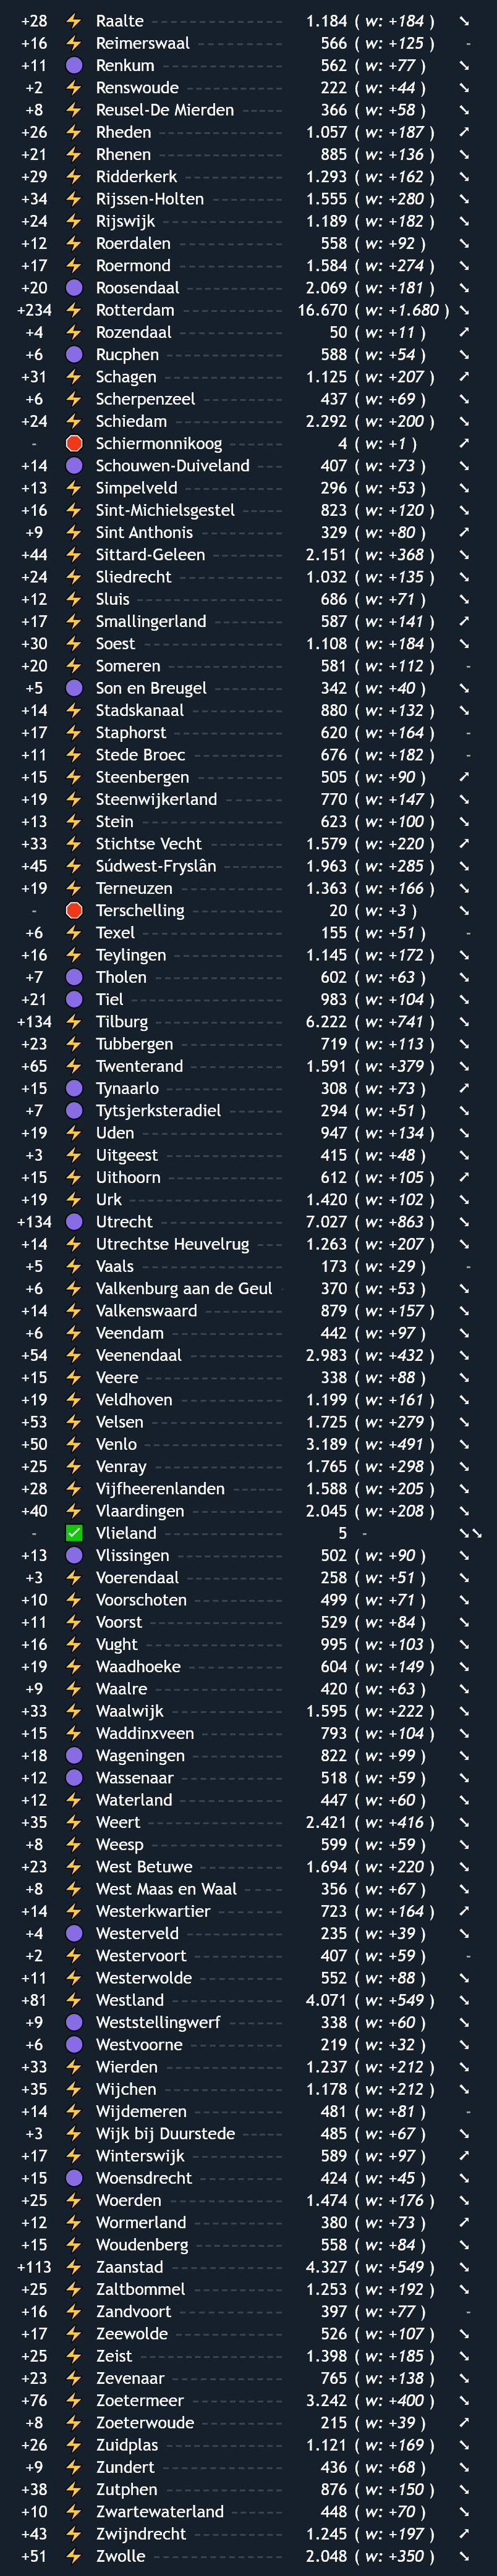 +28 ⚡ Raalte 1.184 ( w: +184 ) ↘
+16 ⚡ Reimerswaal 566 ( w: +125 ) -
+11 🟣 Renkum 562 ( w: +77 ) ↘
+2 ⚡ Renswoude 222 ( w: +44 ) ↘
+8 ⚡ Reusel-De Mierden 366 ( w: +58 ) ↘
+26 ⚡ Rheden 1.057 ( w: +187 ) ↗
+21 ⚡ Rhenen 885 ( w: +136 ) ↘
+29 ⚡ Ridderkerk 1.293 ( w: +162 ) ↘
+34 ⚡ Rijssen-Holten 1.555 ( w: +280 ) ↘
+24 ⚡ Rijswijk 1.189 ( w: +182 ) ↘
+12 ⚡ Roerdalen 558 ( w: +92 ) ↘
+17 ⚡ Roermond 1.584 ( w: +274 ) ↘
+20 🟣 Roosendaal 2.069 ( w: +181 ) ↘
+234 ⚡ Rotterdam 16.670 ( w: +1.680 ) ↘
+4 ⚡ Rozendaal 50 ( w: +11 ) ↗
+6 🟣 Rucphen 588 ( w: +54 ) ↘
+31 ⚡ Schagen 1.125 ( w: +207 ) ↗
+6 ⚡ Scherpenzeel 437 ( w: +69 ) ↘
+24 ⚡ Schiedam 2.292 ( w: +200 ) ↘
- 🛑 Schiermonnikoog 4 ( w: +1 ) ↗
+14 🟣 Schouwen-Duiveland 407 ( w: +73 ) ↘
+13 ⚡ Simpelveld 296 ( w: +53 ) ↘
+16 ⚡ Sint-Michielsgestel 823 ( w: +120 ) ↘
+9 ⚡ Sint Anthonis 329 ( w: +80 ) ↗
+44 ⚡ Sittard-Geleen 2.151 ( w: +368 ) ↘
+24 ⚡ Sliedrecht 1.032 ( w: +135 ) ↘
+12 ⚡ Sluis 686 ( w: +71 ) ↘
+17 ⚡ Smallingerland 587 ( w: +141 ) ↗
+30 ⚡ Soest 1.108 ( w: +184 ) ↘
+20 ⚡ Someren 581 ( w: +112 ) -
+5 🟣 Son en Breugel 342 ( w: +40 ) ↘
+14 ⚡ Stadskanaal 880 ( w: +132 ) ↘
+17 ⚡ Staphorst 620 ( w: +164 ) -
+11 ⚡ Stede Broec 676 ( w: +182 ) -
+15 ⚡ Steenbergen 505 ( w: +90 ) ↗
+19 ⚡ Steenwijkerland 770 ( w: +147 ) ↘
+13 ⚡ Stein 623 ( w: +100 ) ↘
+33 ⚡ Stichtse Vecht 1.579 ( w: +220 ) ↗
+45 ⚡ Súdwest-Fryslân 1.963 ( w: +285 ) ↘
+19 ⚡ Terneuzen 1.363 ( w: +166 ) ↘
- 🛑 Terschelling 20 ( w: +3 ) ↘
+6 ⚡ Texel 155 ( w: +51 ) -
+16 ⚡ Teylingen 1.145 ( w: +172 ) ↘
+7 🟣 Tholen 602 ( w: +63 ) ↘
+21 🟣 Tiel 983 ( w: +104 ) ↘
+134 ⚡ Tilburg 6.222 ( w: +741 ) ↘
+23 ⚡ Tubbergen 719 ( w: +113 ) ↘
+65 ⚡ Twenterand 1.591 ( w: +379 ) ↘
+15 🟣 Tynaarlo 308 ( w: +73 ) ↗
+7 🟣 Tytsjerksteradiel 294 ( w: +51 ) ↘
+19 ⚡ Uden 947 ( w: +134 ) ↘
+3 ⚡ Uitgeest 415 ( w: +48 ) ↘
+15 ⚡ Uithoorn 612 ( w: +105 ) ↗
+19 ⚡ Urk 1.420 ( w: +102 ) ↘
+134 🟣 Utrecht 7.027 ( w: +863 ) ↘
+14 ⚡ Utrechtse Heuvelrug 1.263 ( w: +207 ) ↘
+5 ⚡ Vaals 173 ( w: +29 ) -
+6 ⚡ Valkenburg aan de Geul 370 ( w: +53 ) ↘
+14 ⚡ Valkenswaard 879 ( w: +157 ) ↘
+6 ⚡ Veendam 442 ( w: +97 ) ↘
+54 ⚡ Veenendaal 2.983 ( w: +432 ) ↘
+15 ⚡ Veere 338 ( w: +88 ) ↘
+19 ⚡ Veldhoven 1.199 ( w: +161 ) ↘
+53 ⚡ Velsen 1.725 ( w: +279 ) ↘
+50 ⚡ Venlo 3.189 ( w: +491 ) ↘
+25 ⚡ Venray 1.765 ( w: +298 ) ↘
+28 ⚡ Vijfheerenlanden 1.588 ( w: +205 ) ↘
+40 ⚡ Vlaardingen 2.045 ( w: +208 ) ↘
- ✅ Vlieland 5 - ↘↘
+13 🟣 Vlissingen 502 ( w: +90 ) ↘
+3 ⚡ Voerendaal 258 ( w: +51 ) ↘
+10 ⚡ Voorschoten 499 ( w: +71 ) ↘
+11 ⚡ Voorst 529 ( w: +84 ) ↘
+16 ⚡ Vught 995 ( w: +103 ) ↘
+19 ⚡ Waadhoeke 604 ( w: +149 ) ↘
+9 ⚡ Waalre 420 ( w: +63 ) ↘
+33 ⚡ Waalwijk 1.595 ( w: +222 ) ↘
+15 ⚡ Waddinxveen 793 ( w: +104 ) ↘
+18 🟣 Wageningen 822 ( w: +99 ) ↘
+12 🟣 Wassenaar 518 ( w: +59 ) ↘
+12 ⚡ Waterland 447 ( w: +60 ) ↘
+35 ⚡ Weert 2.421 ( w: +416 ) ↘
+8 ⚡ Weesp 599 ( w: +59 ) ↘
+23 ⚡ West Betuwe 1.694 ( w: +220 ) ↘
+8 ⚡ West Maas en Waal 356 ( w: +67 ) ↘
+14 ⚡ Westerkwartier 723 ( w: +164 ) ↗
+4 🟣 Westerveld 235 ( w: +39 ) ↘
+2 ⚡ Westervoort 407 ( w: +59 ) -
+11 ⚡ Westerwolde 552 ( w: +88 ) ↘
+81 ⚡ Westland 4.071 ( w: +549 ) ↘
+9 🟣 Weststellingwerf 338 ( w: +60 ) ↘
+6 🟣 Westvoorne 219 ( w: +32 ) ↘
+33 ⚡ Wierden 1.237 ( w: +212 ) ↘
+35 ⚡ Wijchen 1.178 ( w: +212 ) ↘
+14 ⚡ Wijdemeren 481 ( w: +81 ) -
+3 ⚡ Wijk bij Duurstede 485 ( w: +67 ) ↘
+17 ⚡ Winterswijk 589 ( w: +97 ) ↗
+15 🟣 Woensdrecht 424 ( w: +45 ) ↘
+25 ⚡ Woerden 1.474 ( w: +176 ) ↘
+12 ⚡ Wormerland 380 ( w: +73 ) ↗
+15 ⚡ Woudenberg 558 ( w: +84 ) ↘
+113 ⚡ Zaanstad 4.327 ( w: +549 ) ↘
+25 ⚡ Zaltbommel 1.253 ( w: +192 ) ↘
+16 ⚡ Zandvoort 397 ( w: +77 ) -
+17 ⚡ Zeewolde 526 ( w: +107 ) ↘
+25 ⚡ Zeist 1.398 ( w: +185 ) ↘
+23 ⚡ Zevenaar 765 ( w: +138 ) ↘
+76 ⚡ Zoetermeer 3.242 ( w: +400 ) ↘
+8 ⚡ Zoeterwoude 215 ( w: +39 ) ↗
+26 ⚡ Zuidplas 1.121 ( w: +169 ) ↘
+9 ⚡ Zundert 436 ( w: +68 ) ↘
+38 ⚡ Zutphen 876 ( w: +150 ) ↘
+10 ⚡ Zwartewaterland 448 ( w: +70 ) ↘
+43 ⚡ Zwijndrecht 1.245 ( w: +197 ) ↗
+51 ⚡ Zwolle 2.048 ( w: +350 ) ↘